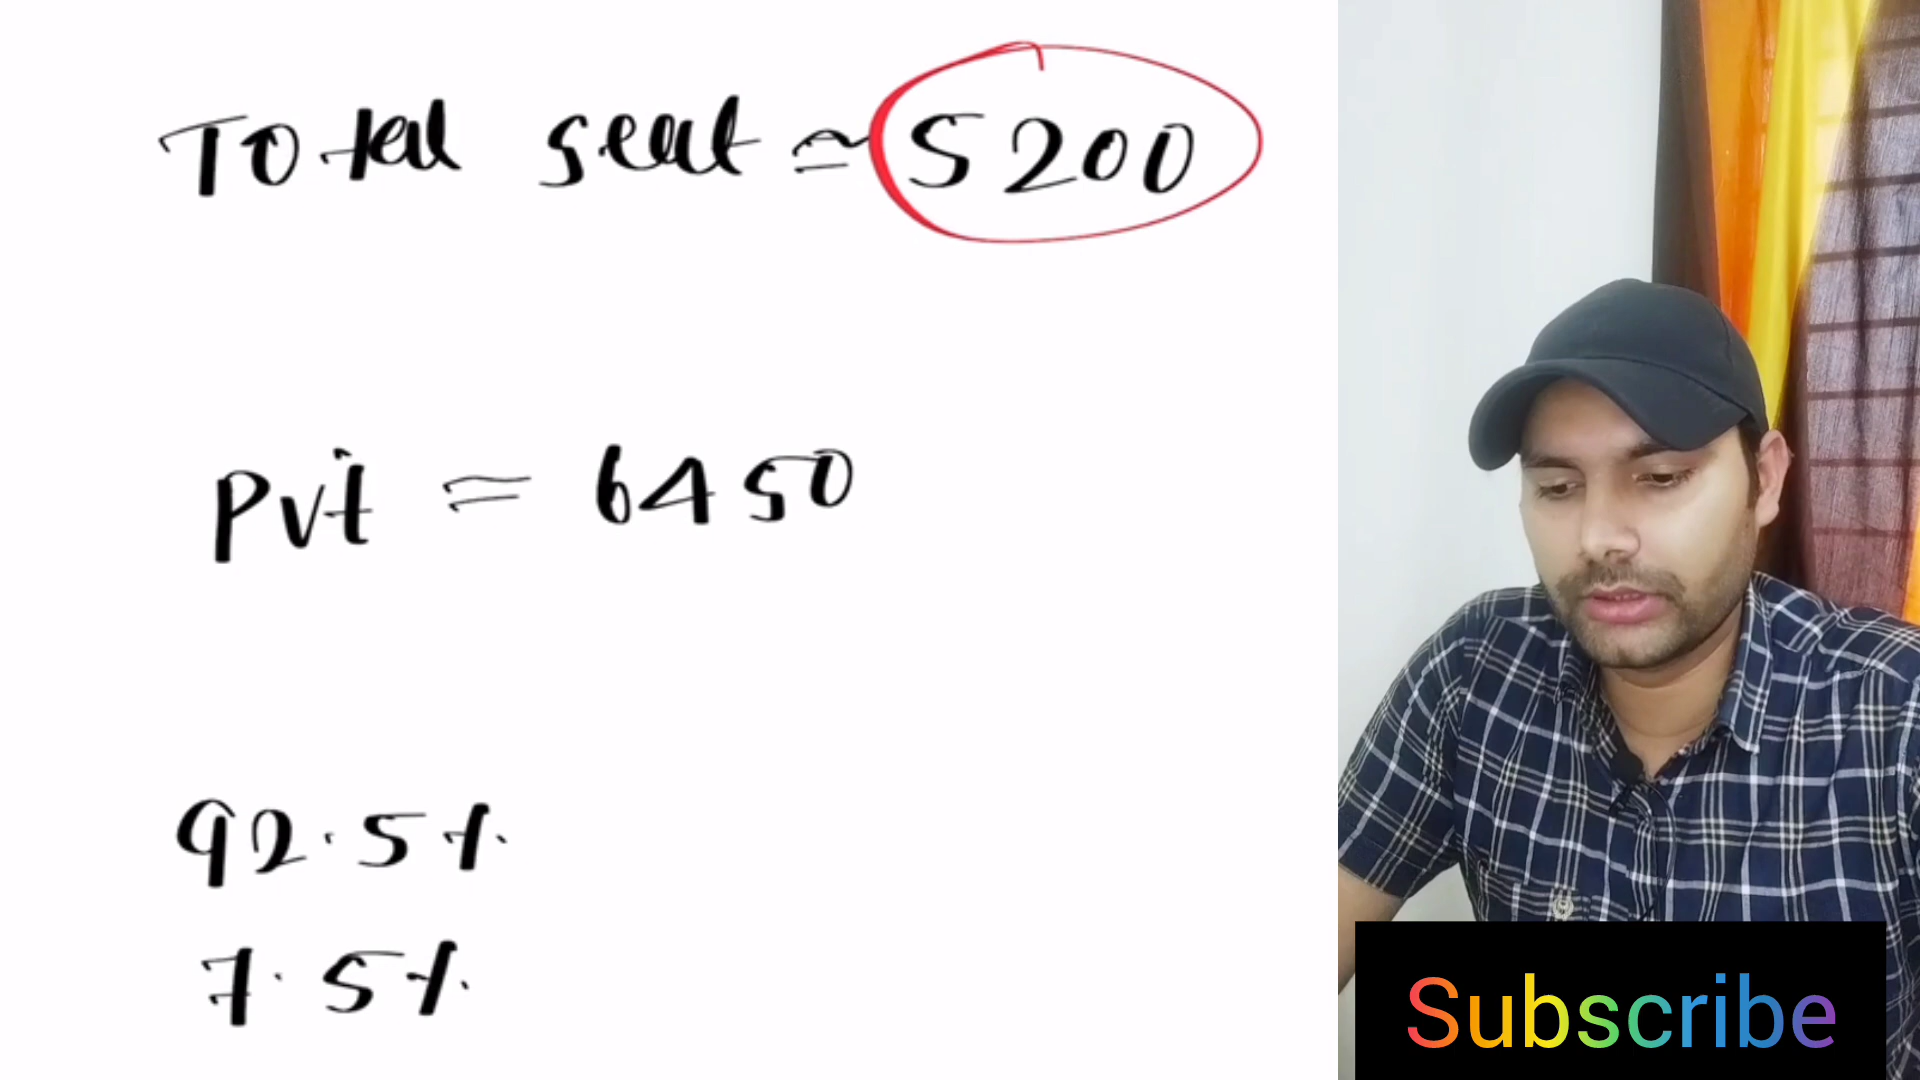 Total seat = 5200
Pvt = 6450
92.5%
7.5%
Subscribe